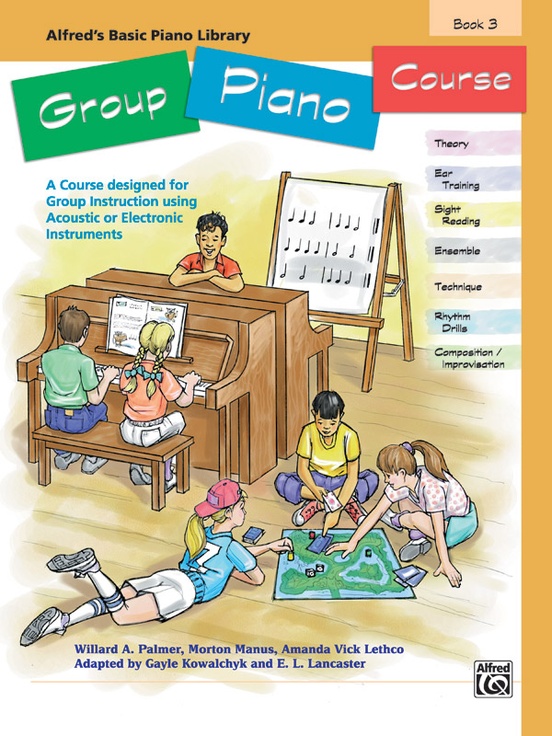 Alfred's Basic Piano Library
Book 3
Group Piano Course
A Course designed for
Group Instruction using
Acoustic or Electronic
Instruments
Theory
Ear
Training
Sight
Reading
Ensemble
Technique
Rhythm
Drills
Composition /
Improvisation
Willard A. Palmer, Morton Manus, Amanda Vick Lethco
Adapted by Gayle Kowalchyk and E. L. Lancaster
Alfred